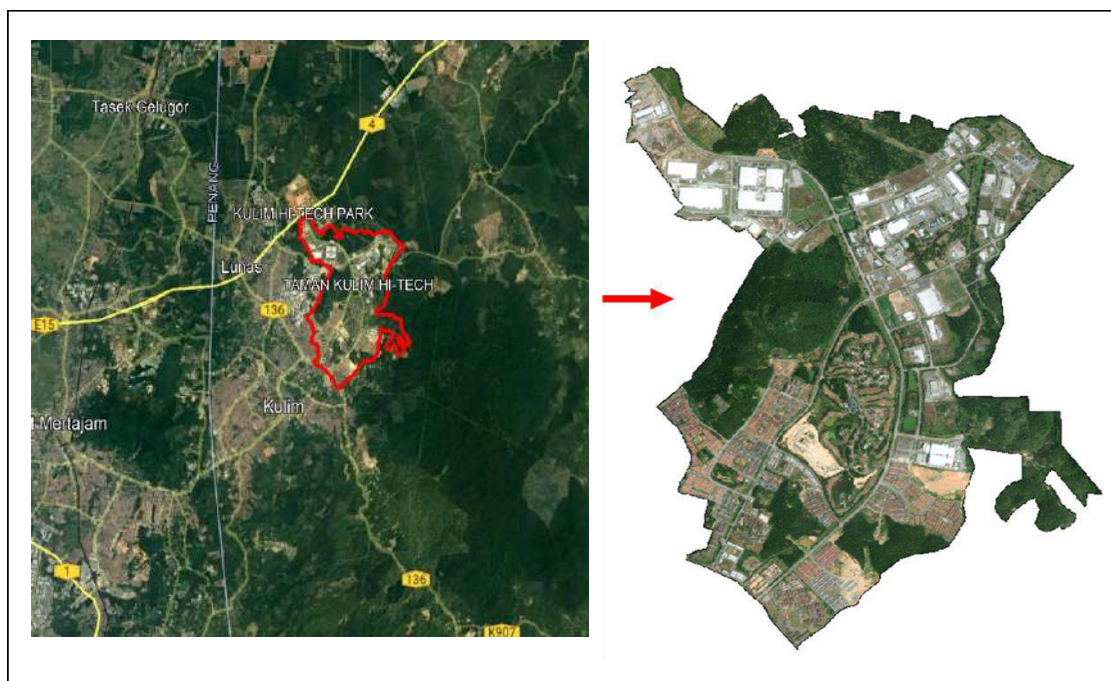 Tasek Gelugor
4
PENANG
KULIM HI-TECH PARK
Lunas
TAMAN KULIM HI-TECH
136
E15
Kulim
t Mertajam
1
136
K907